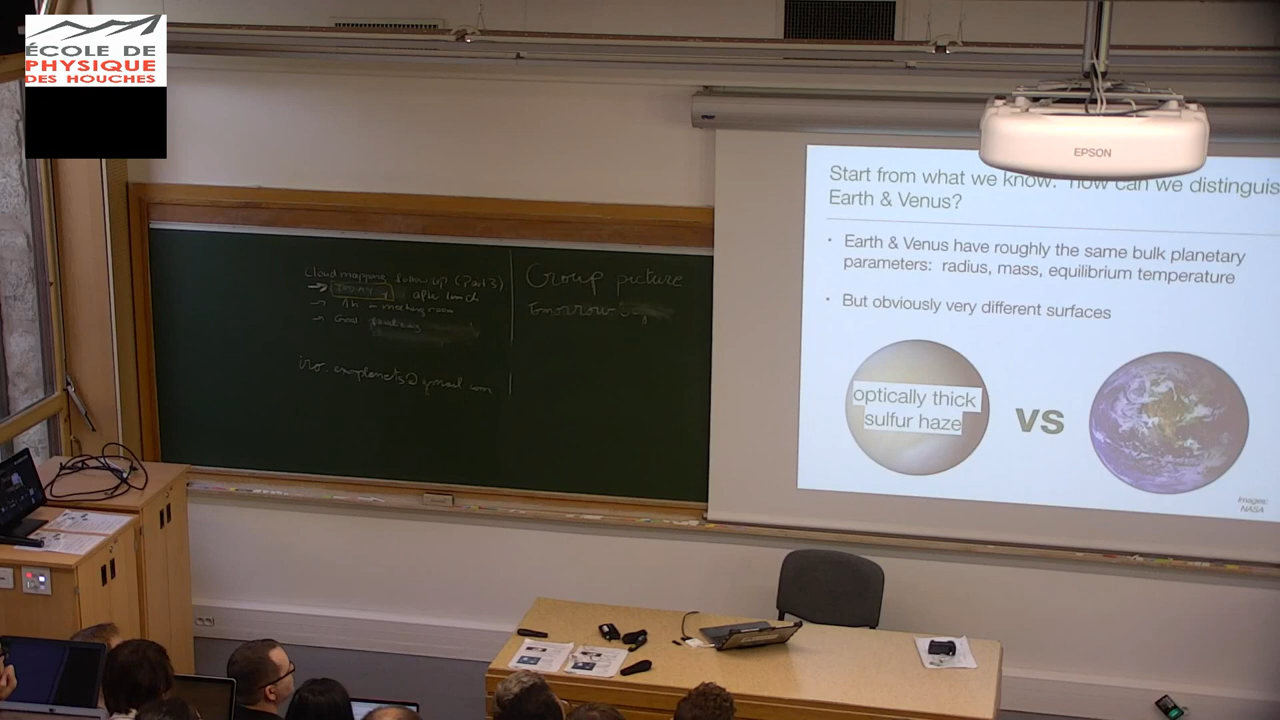 ÉCOLE DE
PHYSIQUE
DES HOUCHES
EPSON
Start from what we know: How can we distinguis
Earth & Venus?
• Earth & Venus have roughly the same bulk planetary
parameters: radius, mass, equilibrium temperature
• But obviously very different surfaces
optically thick
sulfur haze
vs
Images:
NASA
Cloud mapping follow up (Part 3)
after lunch
meeting room
Group picture
Tomorrow